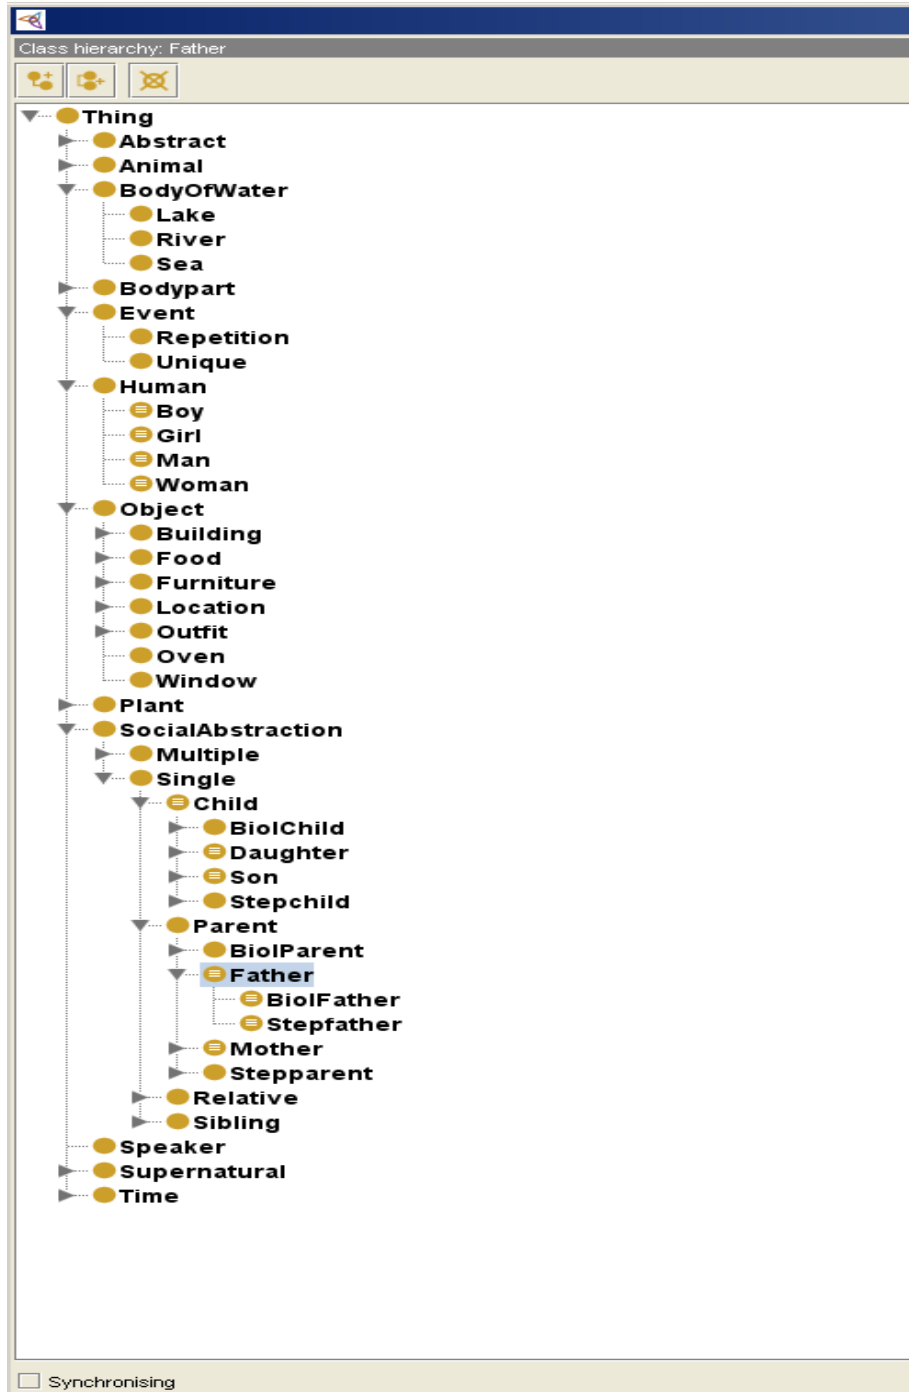 Class hierarchy: Father
Thing
Abstract
Animal
BodyOfWater
Lake
River
Sea
Bodypart
Event
Repetition
Unique
Human
Boy
Girl
Man
Woman
Object
Building
Food
Furniture
Location
Outfit
Oven
Window
Plant
SocialAbstraction
Multiple
Single
Child
BiolChild
Daughter
Son
Stepchild
Parent
BiolParent
Father
BiolFather
Stepfather
Mother
Stepparent
Relative
Sibling
Speaker
Supernatural
Time
Synchronising